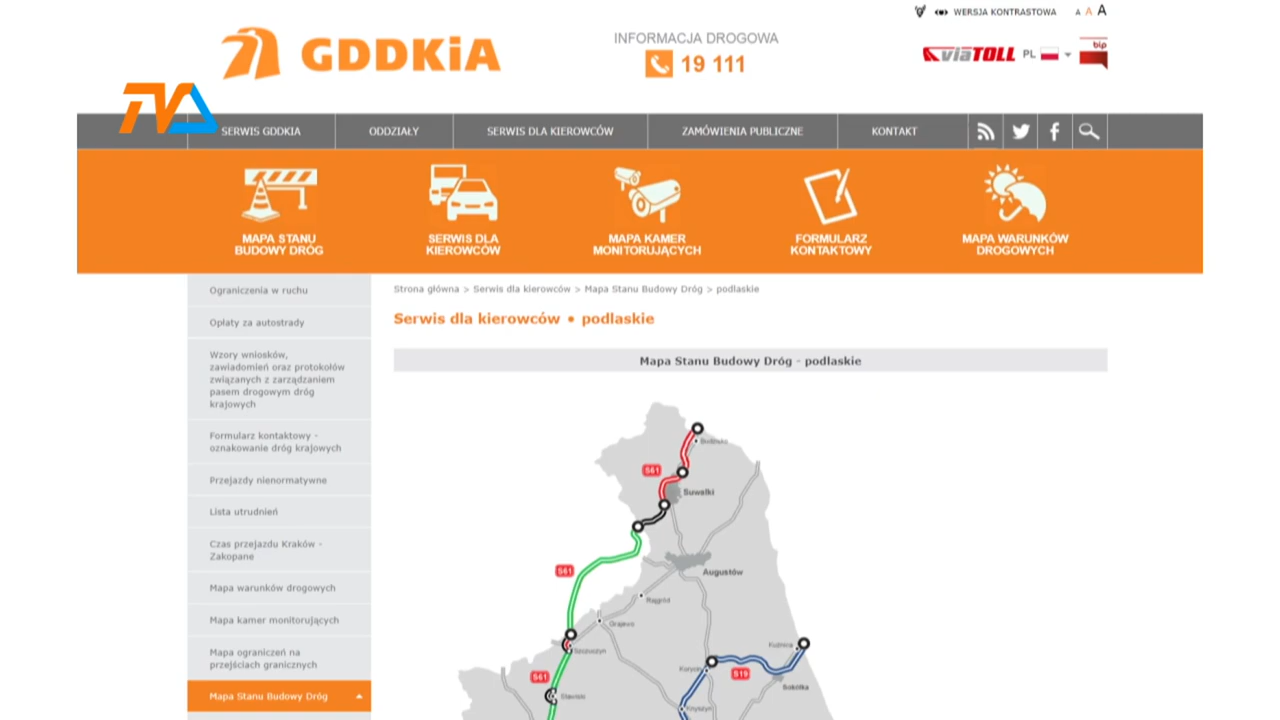 WERSJA KONTRASTOWA A A A
GDDKiA
INFORMACJA DROGOWA
19 111
viaTOLL PL bip
TVA
SERWIS GDDKIA ODDZIAŁY SERWIS DLA KIEROWCÓW ZAMÓWIENIA PUBLICZNE KONTAKT
MAPA STANU
BUDOWY DRÓG
SERWIS DLA
KIEROWCÓW
MAPA KAMER
MONITORUJĄCYCH
FORMULARZ
KONTAKTOWY
MAPA WARUNKÓW
DROGOWYCH
Ograniczenia w ruchu
Opłaty za autostrady
Wzory wniosków,
zawiadomień oraz protokołów
związanych z zarządzaniem
pasem drogowym dróg
krajowych
Formularz kontaktowy -
oznakowanie dróg krajowych
Przejazdy nienormatywne
Lista utrudnień
Czas przejazdu Kraków -
Zakopane
Mapa warunków drogowych
Mapa kamer monitorujących
Mapa ograniczeń na
przejściach granicznych
Mapa Stanu Budowy Dróg
Strona główna > Serwis dla kierowców > Mapa Stanu Budowy Dróg > podlaskie
Serwis dla kierowców • podlaskie
Mapa Stanu Budowy Dróg - podlaskie
Budzisko
S61
Suwałki
S61
Augustów
Rajgród
Grajewo
Szczuczyn
Kuźnica
Korycin
S19
S61
Sokółka
Stawiski
Knyszyn